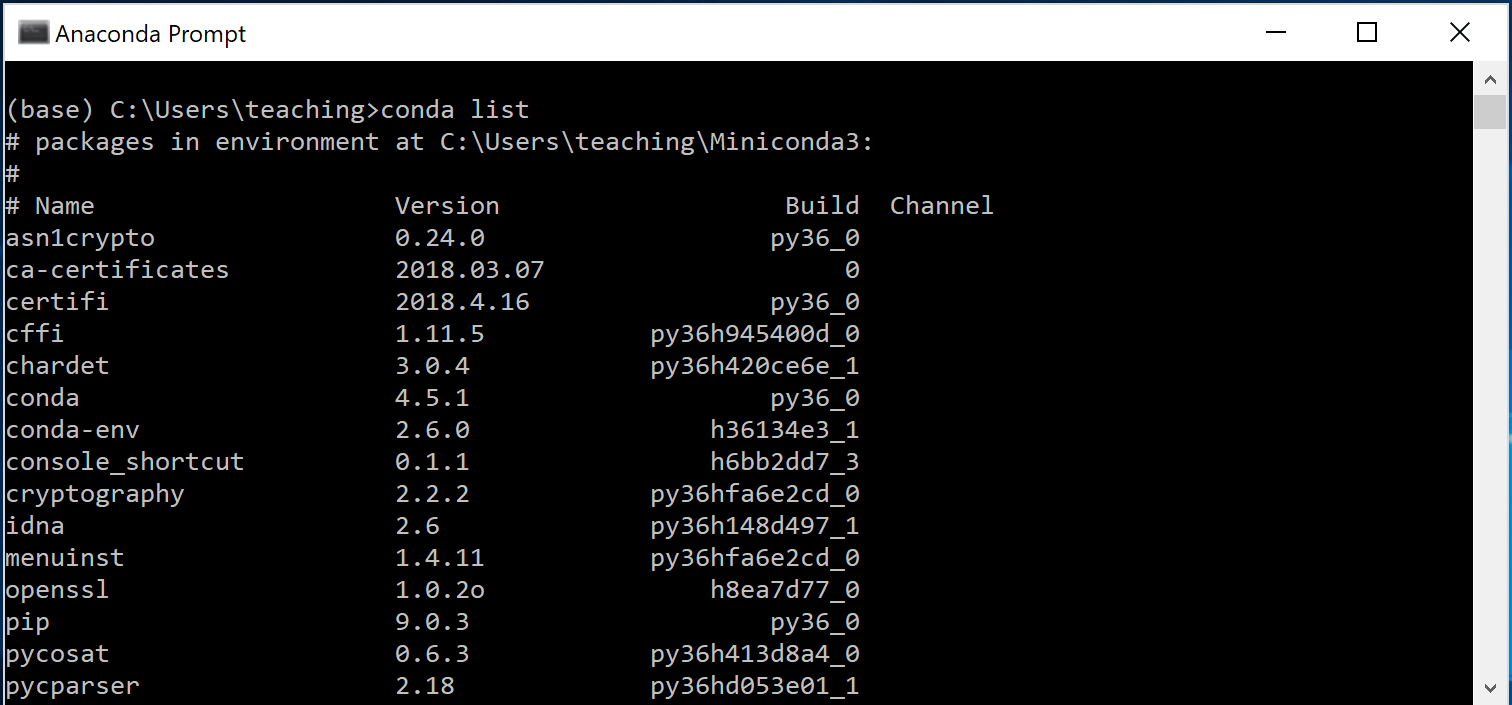 Anaconda Prompt
(base) C:\Users\teaching>conda list
# packages in environment at C:\Users\teaching\Miniconda3:
#
# Name                    Version                   Build  Channel
asn1crypto                0.24.0                   py36_0
ca-certificates           2018.03.07                    0
certifi                   2018.4.16                py36_0
cffi                      1.11.5           py36h945400d_0
chardet                   3.0.4            py36h420ce6e_1
conda                     4.5.1                    py36_0
conda-env                 2.6.0                h36134e3_1
console_shortcut          0.1.1                h6bb2dd7_3
cryptography              2.2.2            py36hfa6e2cd_0
idna                      2.6              py36h148d497_1
menuinst                  1.4.11           py36hfa6e2cd_0
openssl                   1.0.2o               h8ea7d77_0
pip                       9.0.3                    py36_0
pycosat                   0.6.3            py36h413d8a4_0
pycparser                 2.18             py36hd053e01_1